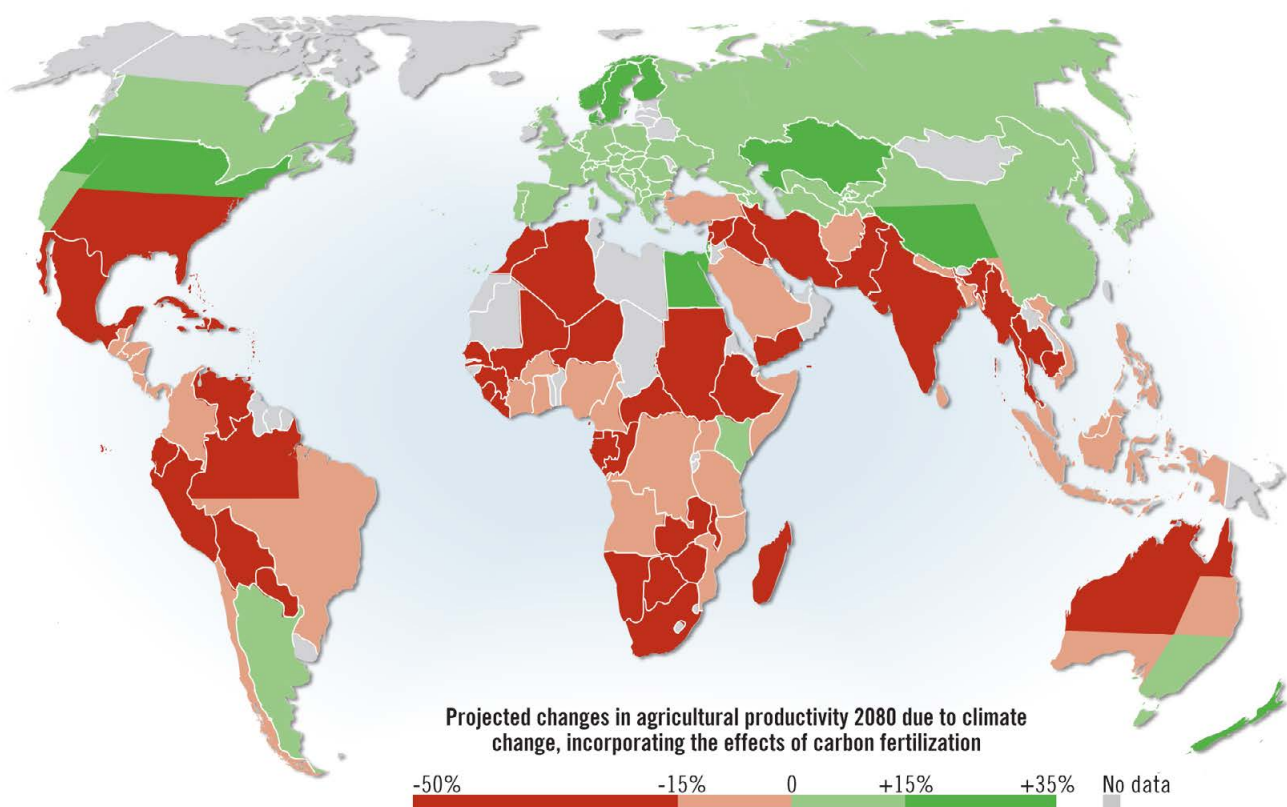 Projected changes in agricultural productivity 2080 due to climate
change, incorporating the effects of carbon fertilization
-50% -15% 0 +15% +35% No data